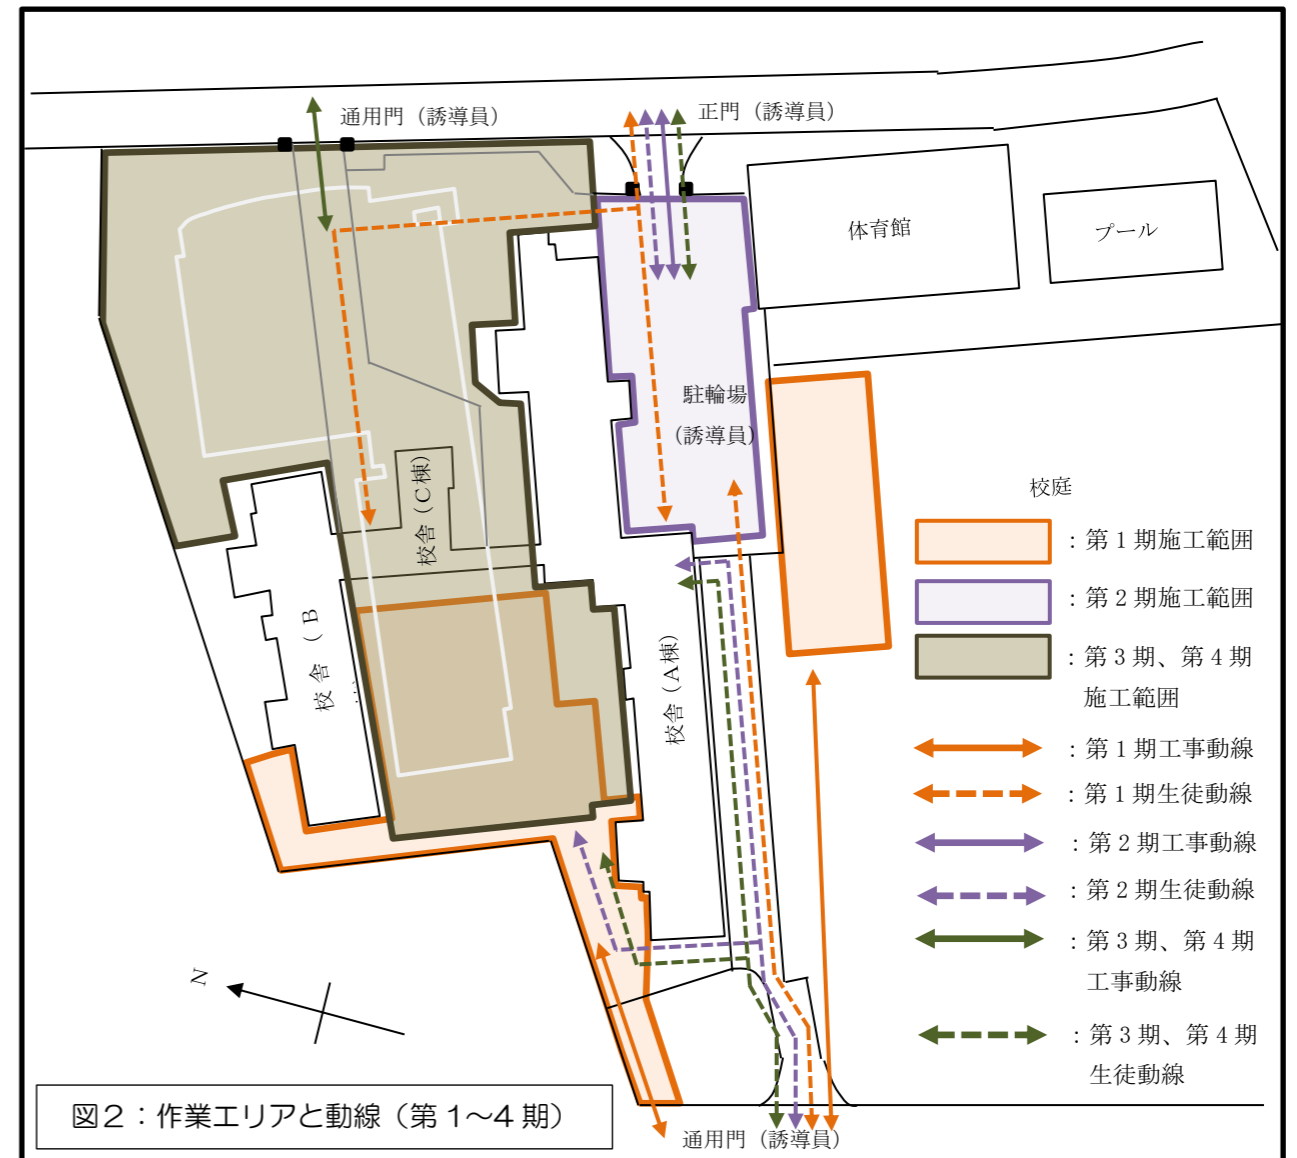 通用門（誘導員）
正門（誘導員）
体育館
プール
駐輪場
（誘導員）
校舎（C棟）
校舎（B
校舎（A棟）
校庭
：第1期施工範囲
：第2期施工範囲
：第3期、第4期
施工範囲
：第1期工事動線
：第1期生徒動線
：第2期工事動線
：第2期生徒動線
：第3期、第4期
工事動線
：第3期、第4期
生徒動線
N
図2：作業エリアと動線（第1～4期）
通用門（誘導員）